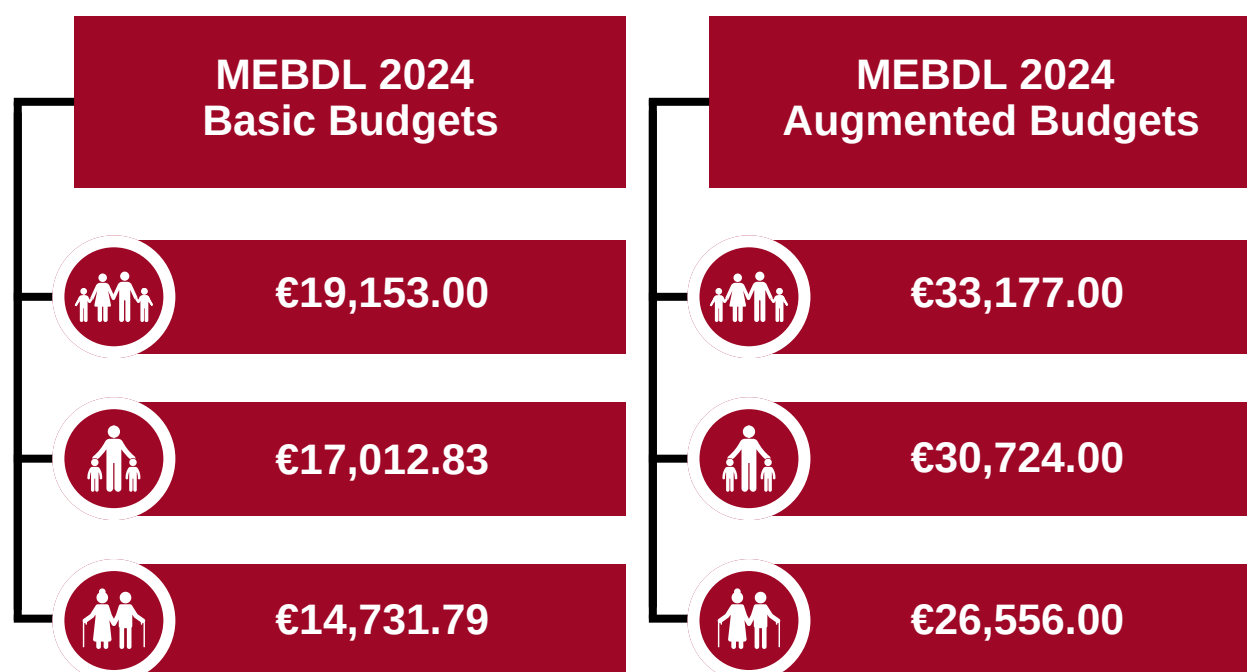 MEBDL 2024
Basic Budgets
€19,153.00
€17,012.83
€14,731.79
MEBDL 2024
Augmented Budgets
€33,177.00
€30,724.00
€26,556.00